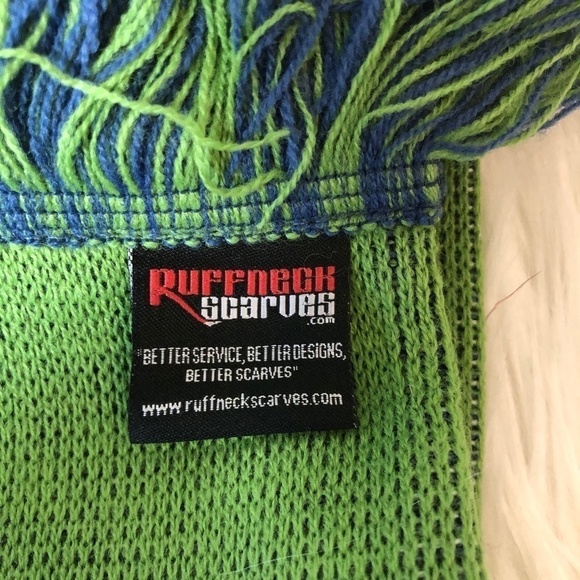 RUFFNECK
SCARVES
.com
"BETTER SERVICE, BETTER DESIGNS,
BETTER SCARVES"
www.ruffneckscarves.com